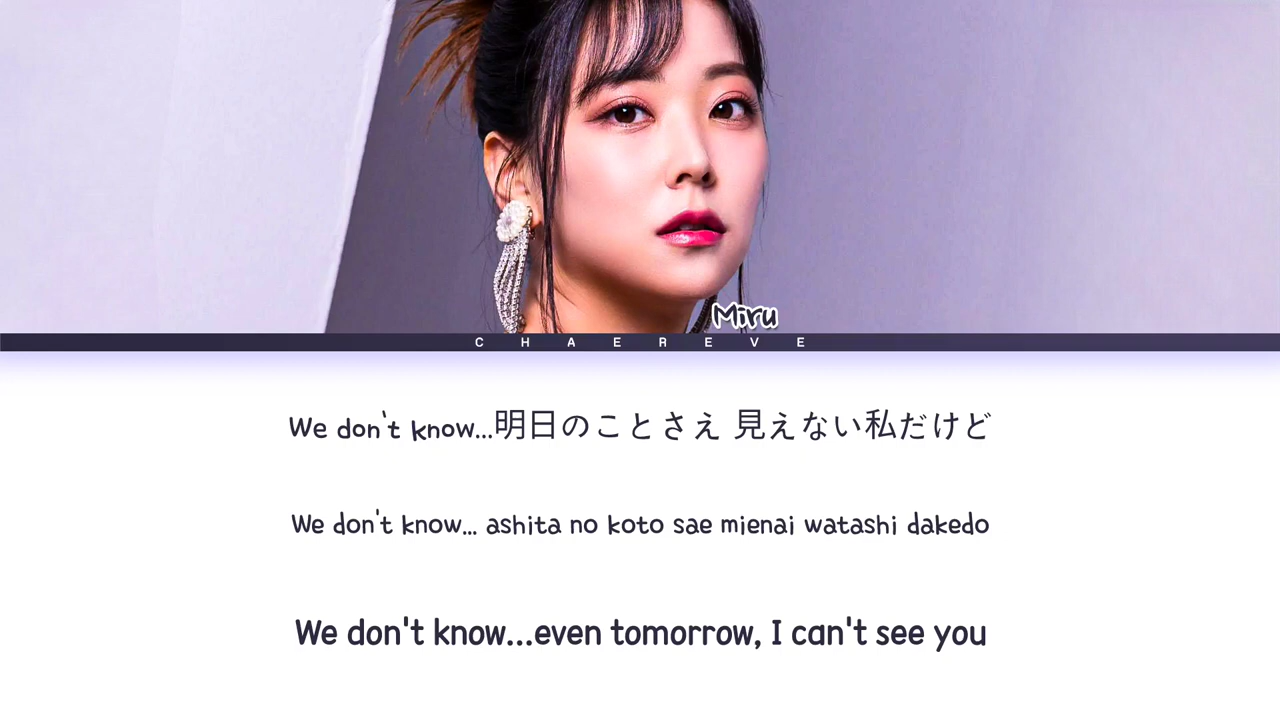 Miru
CHAEREVE
We don't know...明日のことさえ 見えない私だけど
We don't know... ashita no koto sae mienai watashi dakedo
We don't know...even tomorrow, I can't see you